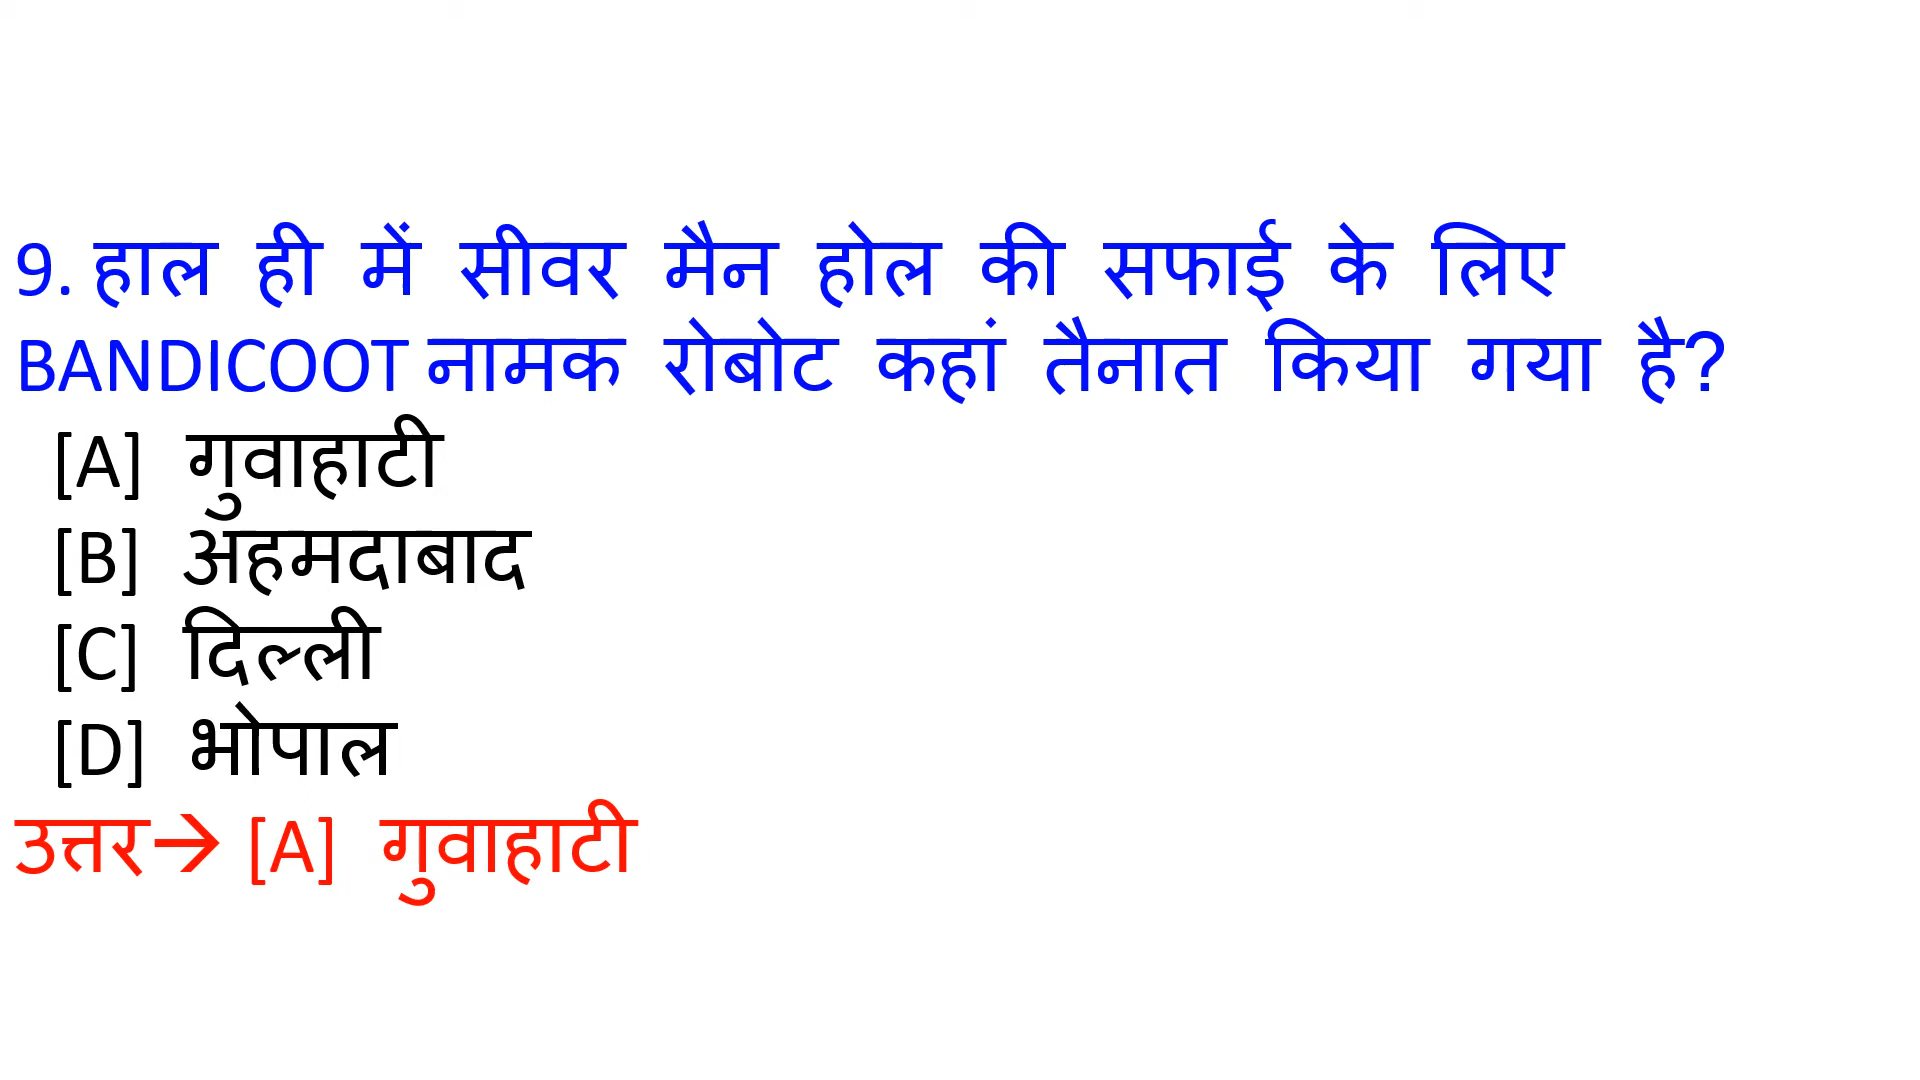 9. हाल ही में सीवर मैन होल की सफाई के लिए
BANDICOOT नामक रोबोट कहां तैनात किया गया है?
[A] गुवाहाटी
[B] अहमदाबाद
[C] दिल्ली
[D] भोपाल
उत्तर→ [A] गुवाहाटी